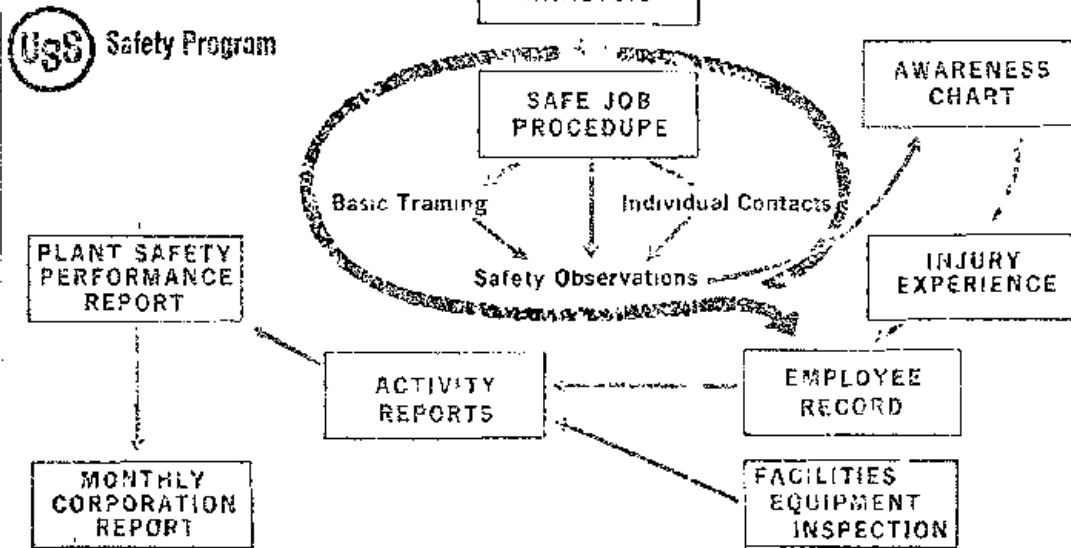 USS Safety Program
SAFE JOB
PROCEDUPE
AWARENESS
CHART
Basic Traming
Individual Contacts
PLANT SAFETY
PERFORMANCE
REPORT
Safety Observations
INJURY
EXPERIENCE
ACTIVITY
REPORTS
EMPLOYEE
RECORD
MONTHLY
CORPORATION
REPORT
FACILITIES
EQUIPMENT
INSPECTION